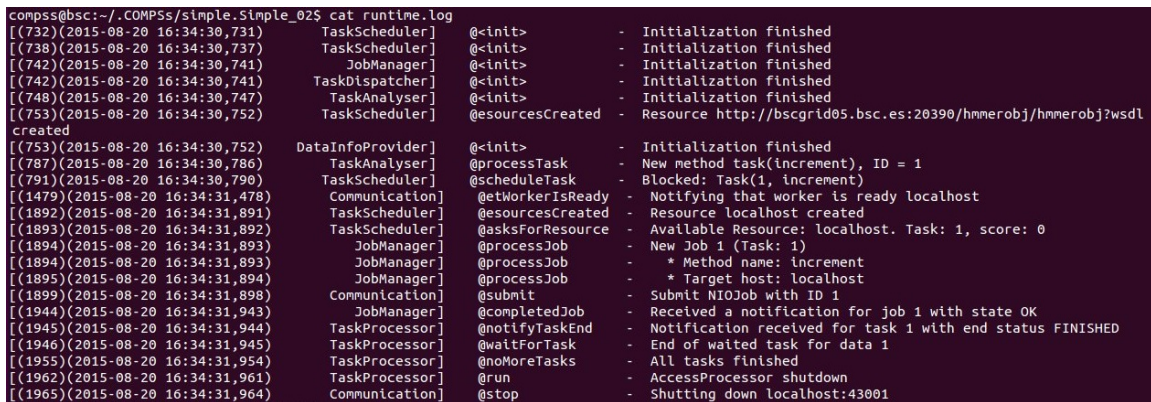 compss@bsc:~/.COMPSs/simple.Simple_02$ cat runtime.log
[(732)(2015-08-20 16:34:30,731) TaskScheduler] @<init> - Initialization finished
[(738)(2015-08-20 16:34:30,737) TaskScheduler] @<init> - Initialization finished
[(742)(2015-08-20 16:34:30,741) JobManager] @<init> - Initialization finished
[(742)(2015-08-20 16:34:30,741) TaskDispatcher] @<init> - Initialization finished
[(748)(2015-08-20 16:34:30,747) TaskAnalyser] @<init> - Initialization finished
[(753)(2015-08-20 16:34:30,752) TaskScheduler] @esourcesCreated - Resource http://bscgrid05.bsc.es:20390/hmmerobj/hmmerobj?wsdl
created
[(753)(2015-08-20 16:34:30,752) DataInfoProvider] @<init> - Initialization finished
[(787)(2015-08-20 16:34:30,786) TaskAnalyser] @processTask - New method task(increment), ID = 1
[(791)(2015-08-20 16:34:30,790) TaskScheduler] @scheduleTask - Blocked: Task(1, increment)
[(1479)(2015-08-20 16:34:31,478) Communication] @etWorkerIsReady - Notifying that worker is ready localhost
[(1892)(2015-08-20 16:34:31,891) TaskScheduler] @esourcesCreated - Resource localhost created
[(1893)(2015-08-20 16:34:31,892) TaskScheduler] @asksForResource - Available Resource: localhost. Task: 1, score: 0
[(1894)(2015-08-20 16:34:31,893) JobManager] @processJob - New Job 1 (Task: 1)
[(1894)(2015-08-20 16:34:31,893) JobManager] @processJob - * Method name: increment
[(1895)(2015-08-20 16:34:31,894) JobManager] @processJob - * Target host: localhost
[(1899)(2015-08-20 16:34:31,898) Communication] @submit - Submit NIOJob with ID 1
[(1944)(2015-08-20 16:34:31,943) JobManager] @completedJob - Received a notification for job 1 with state OK
[(1945)(2015-08-20 16:34:31,944) TaskProcessor] @notifyTaskEnd - Notification received for task 1 with end status FINISHED
[(1946)(2015-08-20 16:34:31,945) TaskProcessor] @waitForTask - End of waited task for data 1
[(1955)(2015-08-20 16:34:31,954) TaskProcessor] @noMoreTasks - All tasks finished
[(1962)(2015-08-20 16:34:31,961) TaskProcessor] @run - AccessProcessor shutdown
[(1965)(2015-08-20 16:34:31,964) Communication] @stop - Shutting down localhost:43001